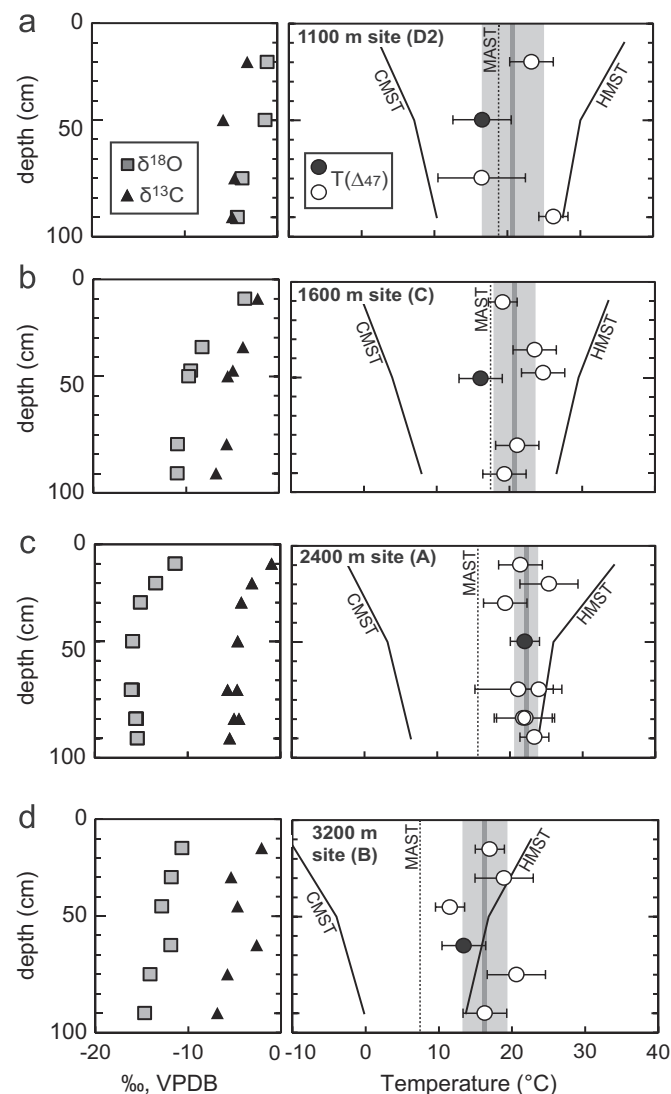 a
0
50
100
depth (cm)
δ18O
δ13C
1100 m site (D2)
CMST
MAST
HMST
T(Δ47)
b
0
50
100
depth (cm)
1600 m site (C)
CMST
MAST
HMST
c
0
50
100
depth (cm)
2400 m site (A)
CMST
MAST
HMST
d
0
50
100
depth (cm)
3200 m
site (B)
CMST
MAST
HMST
-20 -10 0
‰, VPDB
-10 0 10 20 30 40
Temperature (°C)